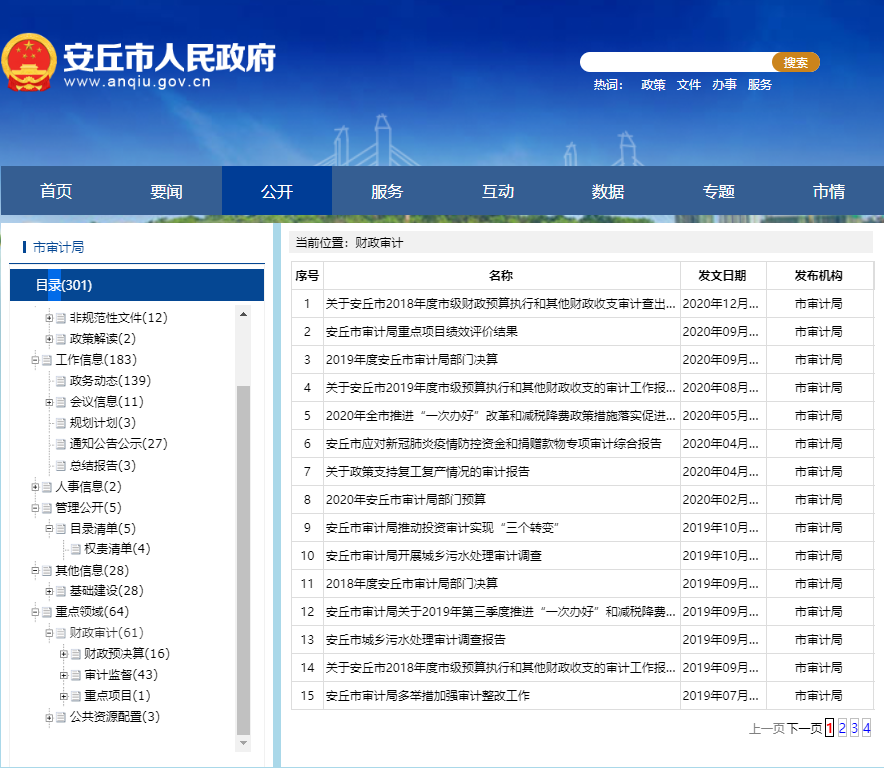 安丘市人民政府
www.anqiu.gov.cn
搜索
热词： 政策 文件 办事 服务
首页 要闻 公开 服务 互动 数据 专题 市情
市审计局
目录(301)
非规范性文件(12)
政策解读(2)
工作信息(183)
政务动态(139)
会议信息(11)
规划计划(3)
通知公告公示(27)
总结报告(3)
人事信息(2)
管理公开(5)
目录清单(5)
权责清单(4)
其他信息(28)
基础建设(28)
重点领域(64)
财政审计(61)
财政预决算(16)
审计监督(43)
重点项目(1)
公共资源配置(3)
当前位置：财政审计
序号 名称 发文日期 发布机构
1 关于安丘市2018年度市级财政预算执行和其他财政收支审计查出... 2020年12月... 市审计局
2 安丘市审计局重点项目绩效评价结果 2020年09月... 市审计局
3 2019年度安丘市审计局部门决算 2020年09月... 市审计局
4 关于安丘市2019年度市级预算执行和其他财政收支的审计工作报... 2020年08月... 市审计局
5 2020年全市推进“一次办好”改革和减税降费政策措施落实促进... 2020年05月... 市审计局
6 安丘市应对新冠肺炎疫情防控资金和捐赠款物专项审计综合报告 2020年04月... 市审计局
7 关于政策支持复工复产情况的审计报告 2020年04月... 市审计局
8 2020年安丘市审计局部门预算 2020年02月... 市审计局
9 安丘市审计局推动投资审计实现“三个转变” 2019年10月... 市审计局
10 安丘市审计局开展城乡污水处理审计调查 2019年10月... 市审计局
11 2018年度安丘市审计局部门决算 2019年09月... 市审计局
12 安丘市审计局关于2019年第三季度推进“一次办好”和减税降费... 2019年09月... 市审计局
13 安丘市城乡污水处理审计调查报告 2019年09月... 市审计局
14 关于安丘市2018年度市级预算执行和其他财政收支的审计工作报... 2019年09月... 市审计局
15 安丘市审计局多举措加强审计整改工作 2019年07月... 市审计局
上一页下一页 1 2 3 4